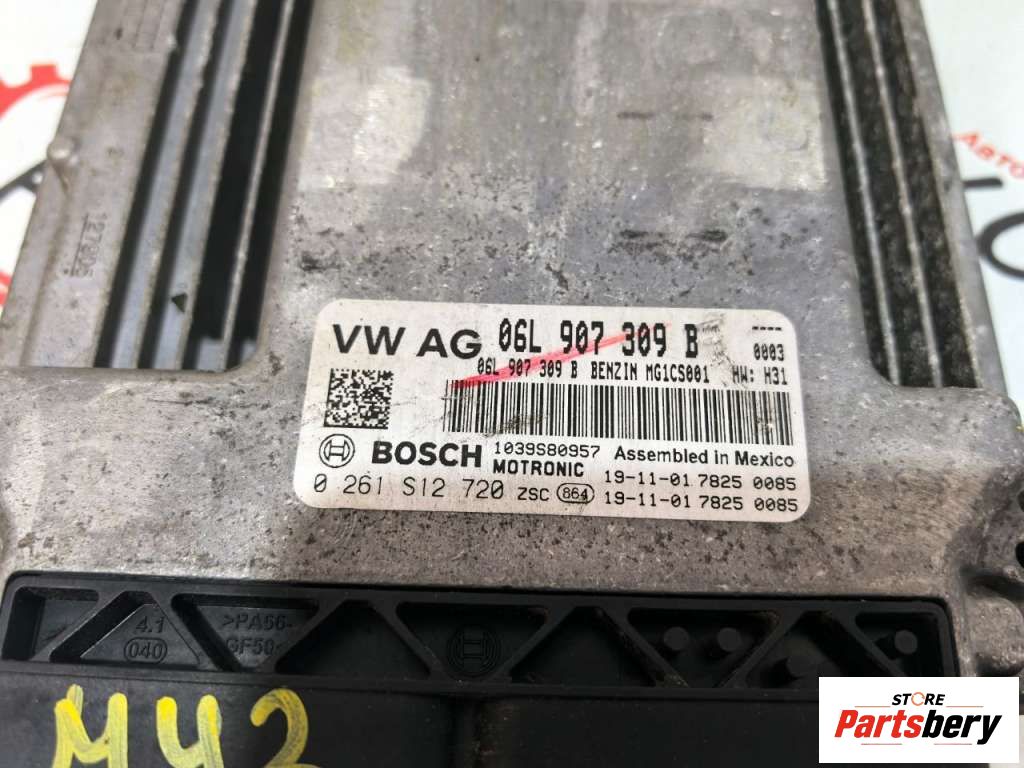 VW AG 06L 907 309 B ----
0003
06L 907 309 B BENZIN MG1CS001 HW: H31
BOSCH 1039S80957 Assembled in Mexico
MOTRONIC 19-11-01 7825 0085
0 261 S12 720 ZSC 864 19-11-01 7825 0085
4.1
040
>PA66-
GF50<
M42
АВТО
STORE
Partsbery